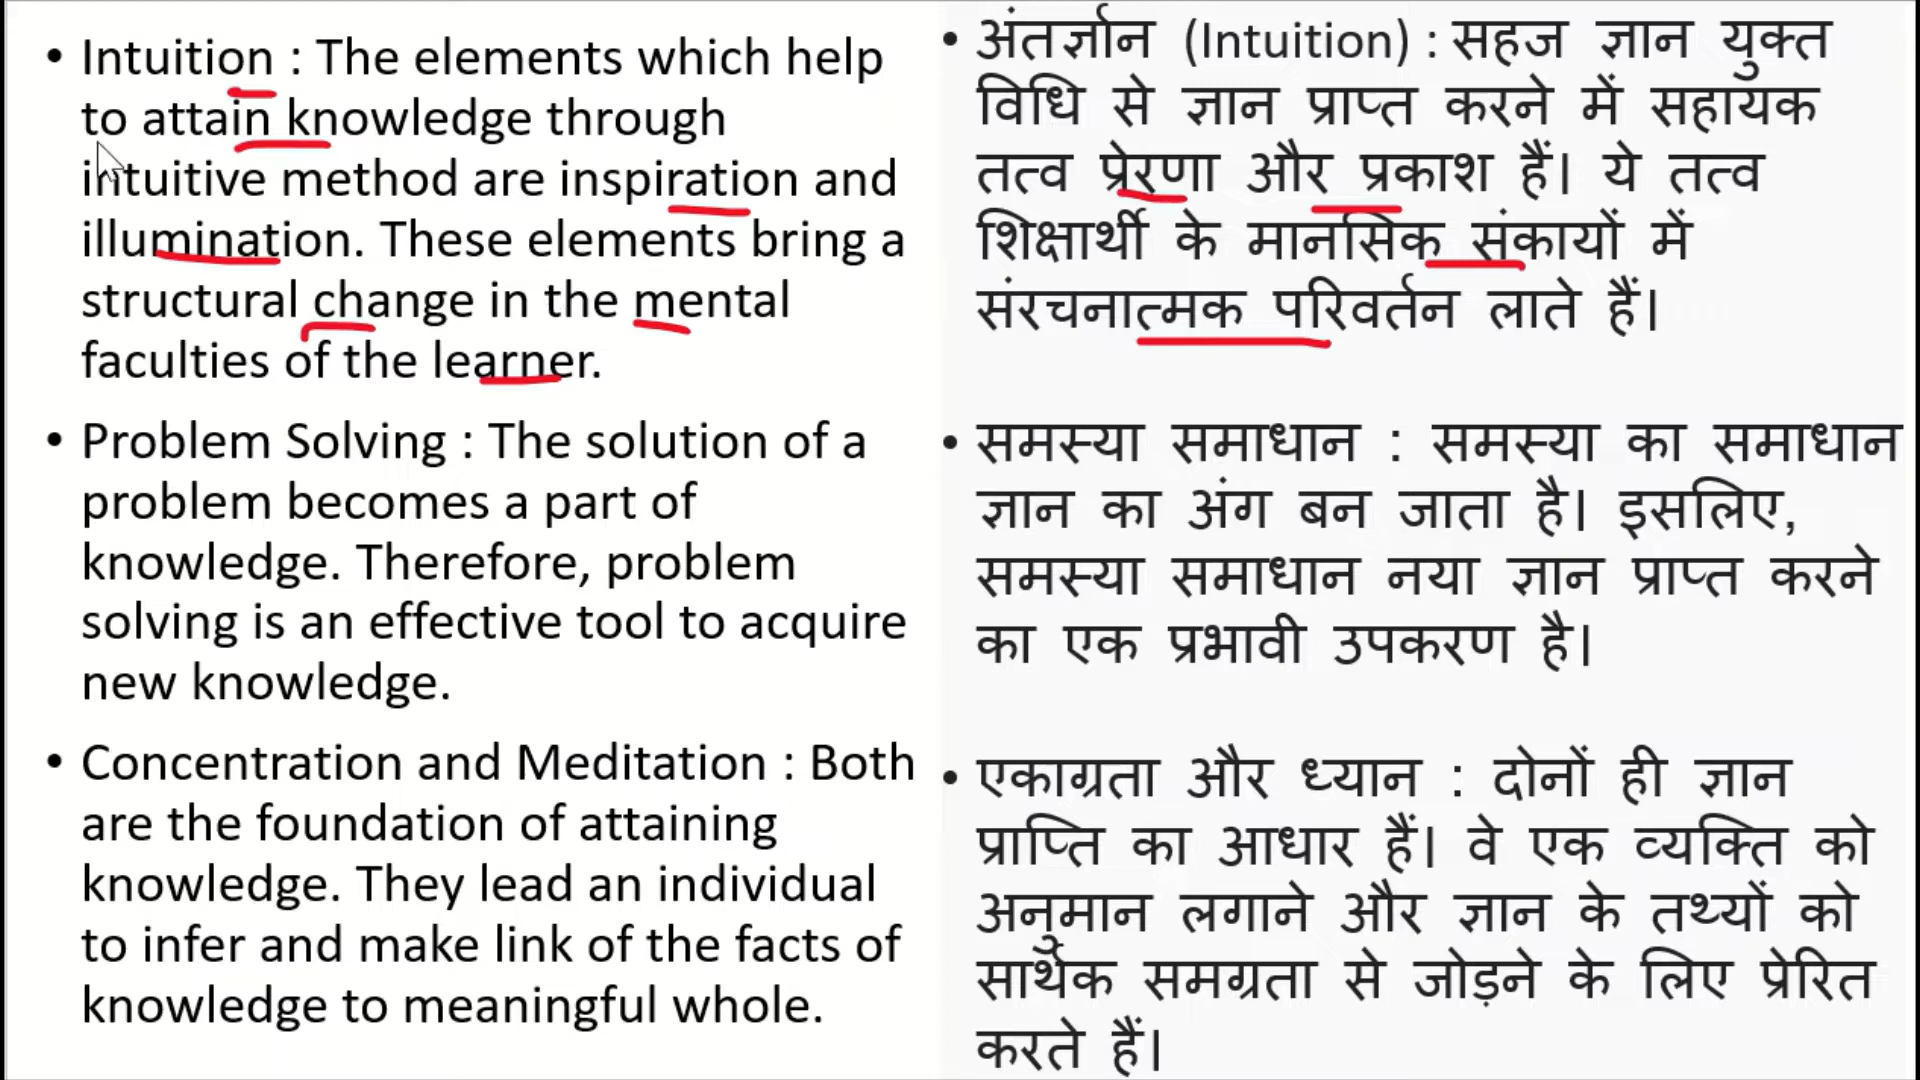 • Intuition : The elements which help
to attain knowledge through
intuitive method are inspiration and
illumination. These elements bring a
structural change in the mental
faculties of the learner.
• Problem Solving : The solution of a
problem becomes a part of
knowledge. Therefore, problem
solving is an effective tool to acquire
new knowledge.
• Concentration and Meditation : Both
are the foundation of attaining
knowledge. They lead an individual
to infer and make link of the facts of
knowledge to meaningful whole.
• अंतर्ज्ञान (Intuition) : सहज ज्ञान युक्त
विधि से ज्ञान प्राप्त करने में सहायक
तत्व प्रेरणा और प्रकाश हैं। ये तत्व
शिक्षार्थी के मानसिक संकायों में
संरचनात्मक परिवर्तन लाते हैं।
• समस्या समाधान : समस्या का समाधान
ज्ञान का अंग बन जाता है। इसलिए,
समस्या समाधान नया ज्ञान प्राप्त करने
का एक प्रभावी उपकरण है।
• एकाग्रता और ध्यान : दोनों ही ज्ञान
प्राप्ति का आधार हैं। वे एक व्यक्ति को
अनुमान लगाने और ज्ञान के तथ्यों को
सार्थक समग्रता से जोड़ने के लिए प्रेरित
करते हैं।